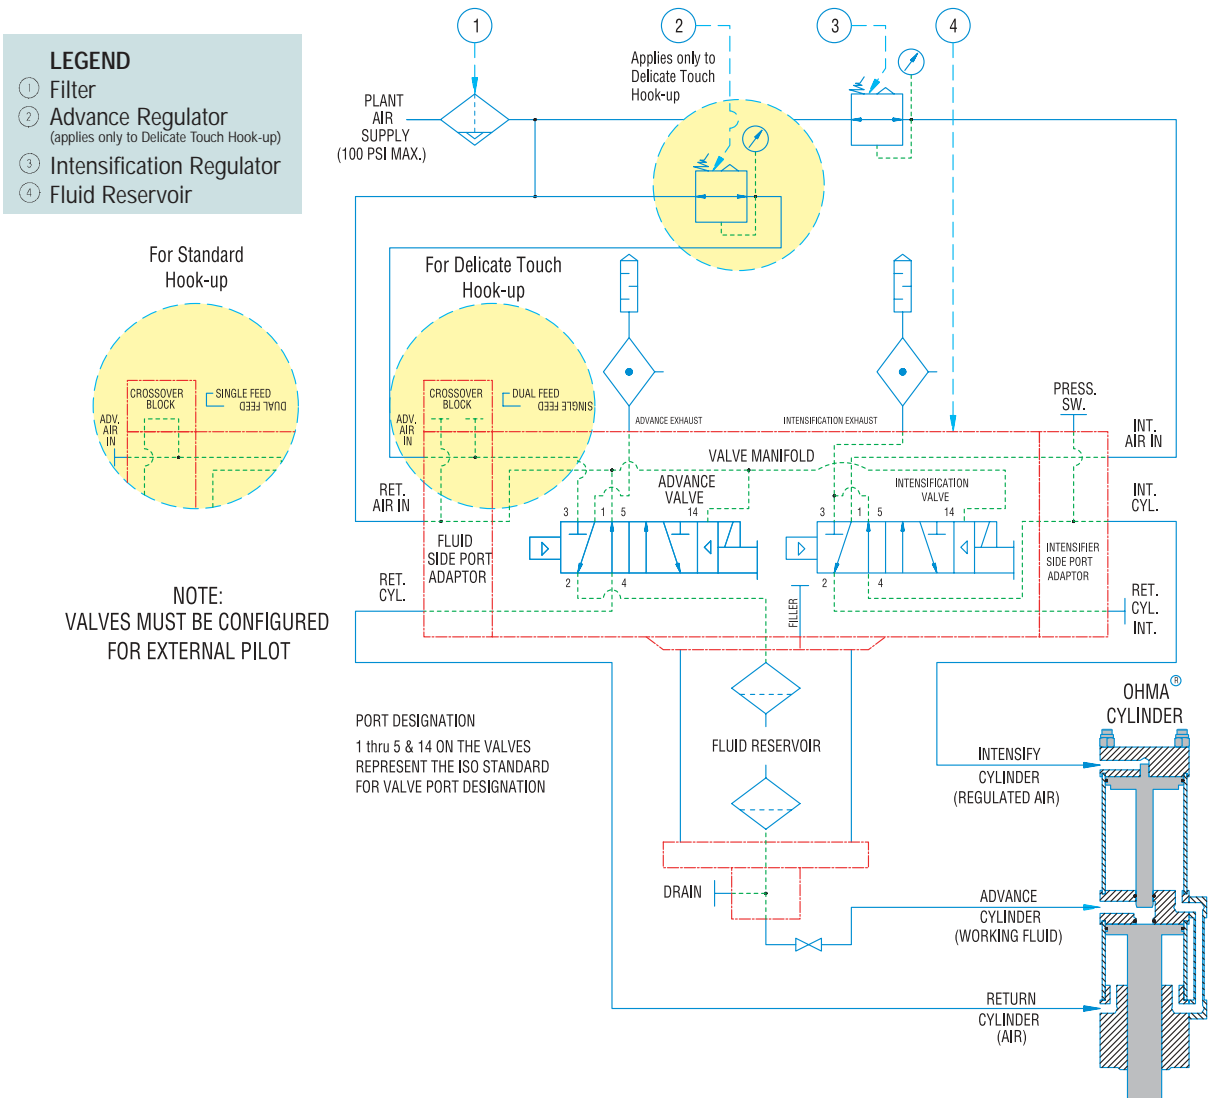 LEGEND
1 Filter
2 Advance Regulator
(applies only to Delicate Touch Hook-up)
3 Intensification Regulator
4 Fluid Reservoir
1
2
3
4
Applies only to
Delicate Touch
Hook-up
PLANT
AIR
SUPPLY
(100 PSI MAX.)
For Standard
Hook-up
CROSSOVER
BLOCK
SINGLE FEED
DUAL FEED
ADV.
AIR
IN
For Delicate Touch
Hook-up
CROSSOVER
BLOCK
DUAL FEED
SINGLE FEED
ADV.
AIR
IN
ADVANCE EXHAUST
INTENSIFICATION EXHAUST
PRESS.
SW.
INT.
AIR IN
VALVE MANIFOLD
RET.
AIR IN
ADVANCE
VALVE
INTENSIFICATION
VALVE
INT.
CYL.
3
1
5
14
3
1
5
14
FLUID
SIDE PORT
ADAPTOR
INTENSIFIER
SIDE PORT
ADAPTOR
2
4
2
4
RET.
CYL.
FILLER
RET.
CYL.
INT.
NOTE:
VALVES MUST BE CONFIGURED
FOR EXTERNAL PILOT
PORT DESIGNATION
1 thru 5 & 14 ON THE VALVES
REPRESENT THE ISO STANDARD
FOR VALVE PORT DESIGNATION
FLUID RESERVOIR
DRAIN
OHMA®
CYLINDER
INTENSIFY
CYLINDER
(REGULATED AIR)
ADVANCE
CYLINDER
(WORKING FLUID)
RETURN
CYLINDER
(AIR)